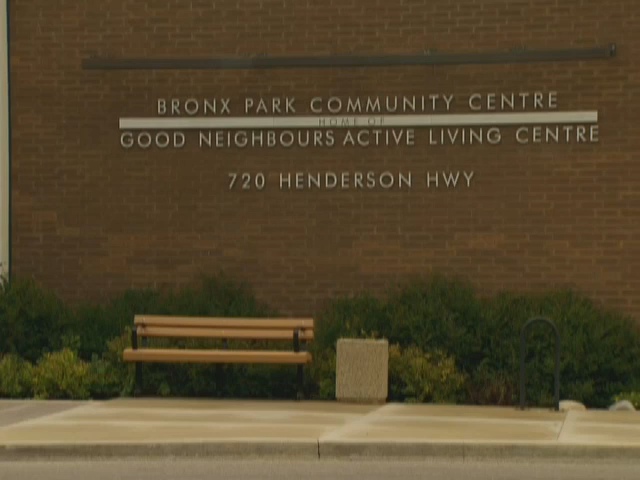 BRONX PARK COMMUNITY CENTRE
HOME OF
GOOD NEIGHBOURS ACTIVE LIVING CENTRE
720 HENDERSON HWY